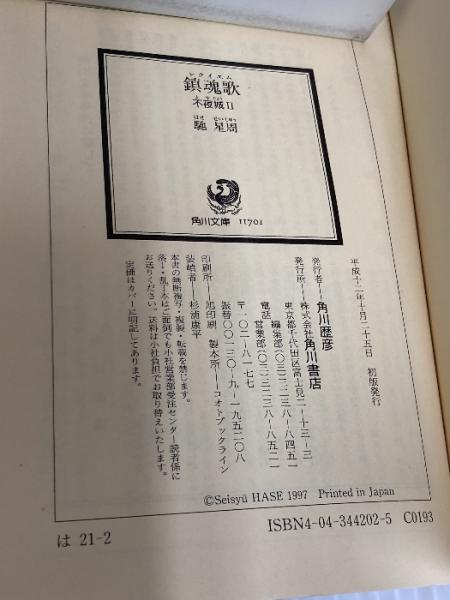 レクイエム
鎮魂歌
不夜城II
はせ せいしゅう
馳 星周
角川文庫 11701
平成十二年十月二十五日 初版発行
発行者―角川歴彦
発行所―株式会社角川書店
東京都千代田区富士見二―十三―三
電話 編集部(〇三)三二三八―八四五一
営業部(〇三)三二三八―八五二一
〒一〇二―八一七七
振替〇〇一三〇―九―一九五二〇八
印刷所―旭印刷 製本所―コオトブックライン
装幀者―杉浦康平
本書の無断複写・複製・転載を禁じます。
落丁・乱丁本はご面倒でも小社営業部受注センター読者係に
お送りください。送料は小社負担でお取り替えいたします。
定価はカバーに明記してあります。
©Seisyū HASE 1997 Printed in Japan
は 21-2
ISBN4-04-344202-5 C0193